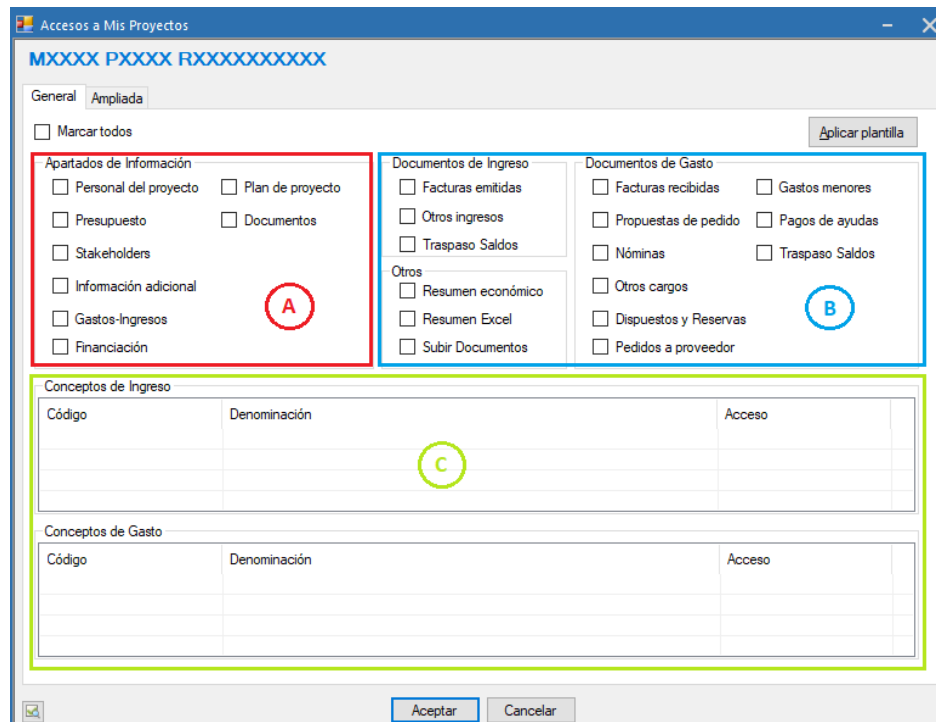 Accesos a Mis Proyectos
MXXXX PXXXX RXXXXXXXXXX
General Ampliada
Marcar todos
Aplicar plantilla
Apartados de Información
Personal del proyecto Plan de proyecto
Presupuesto Documentos
Stakeholders
Información adicional
Gastos-Ingresos
Financiación
A
Documentos de Ingreso
Facturas emitidas
Otros ingresos
Traspaso Saldos
Otros
Resumen económico
Resumen Excel
Subir Documentos
Documentos de Gasto
Facturas recibidas Gastos menores
Propuestas de pedido Pagos de ayudas
Nóminas Traspaso Saldos
Otros cargos
Dispuestos y Reservas
Pedidos a proveedor
B
Conceptos de Ingreso
Código Denominación Acceso
C
Conceptos de Gasto
Código Denominación Acceso
Aceptar Cancelar